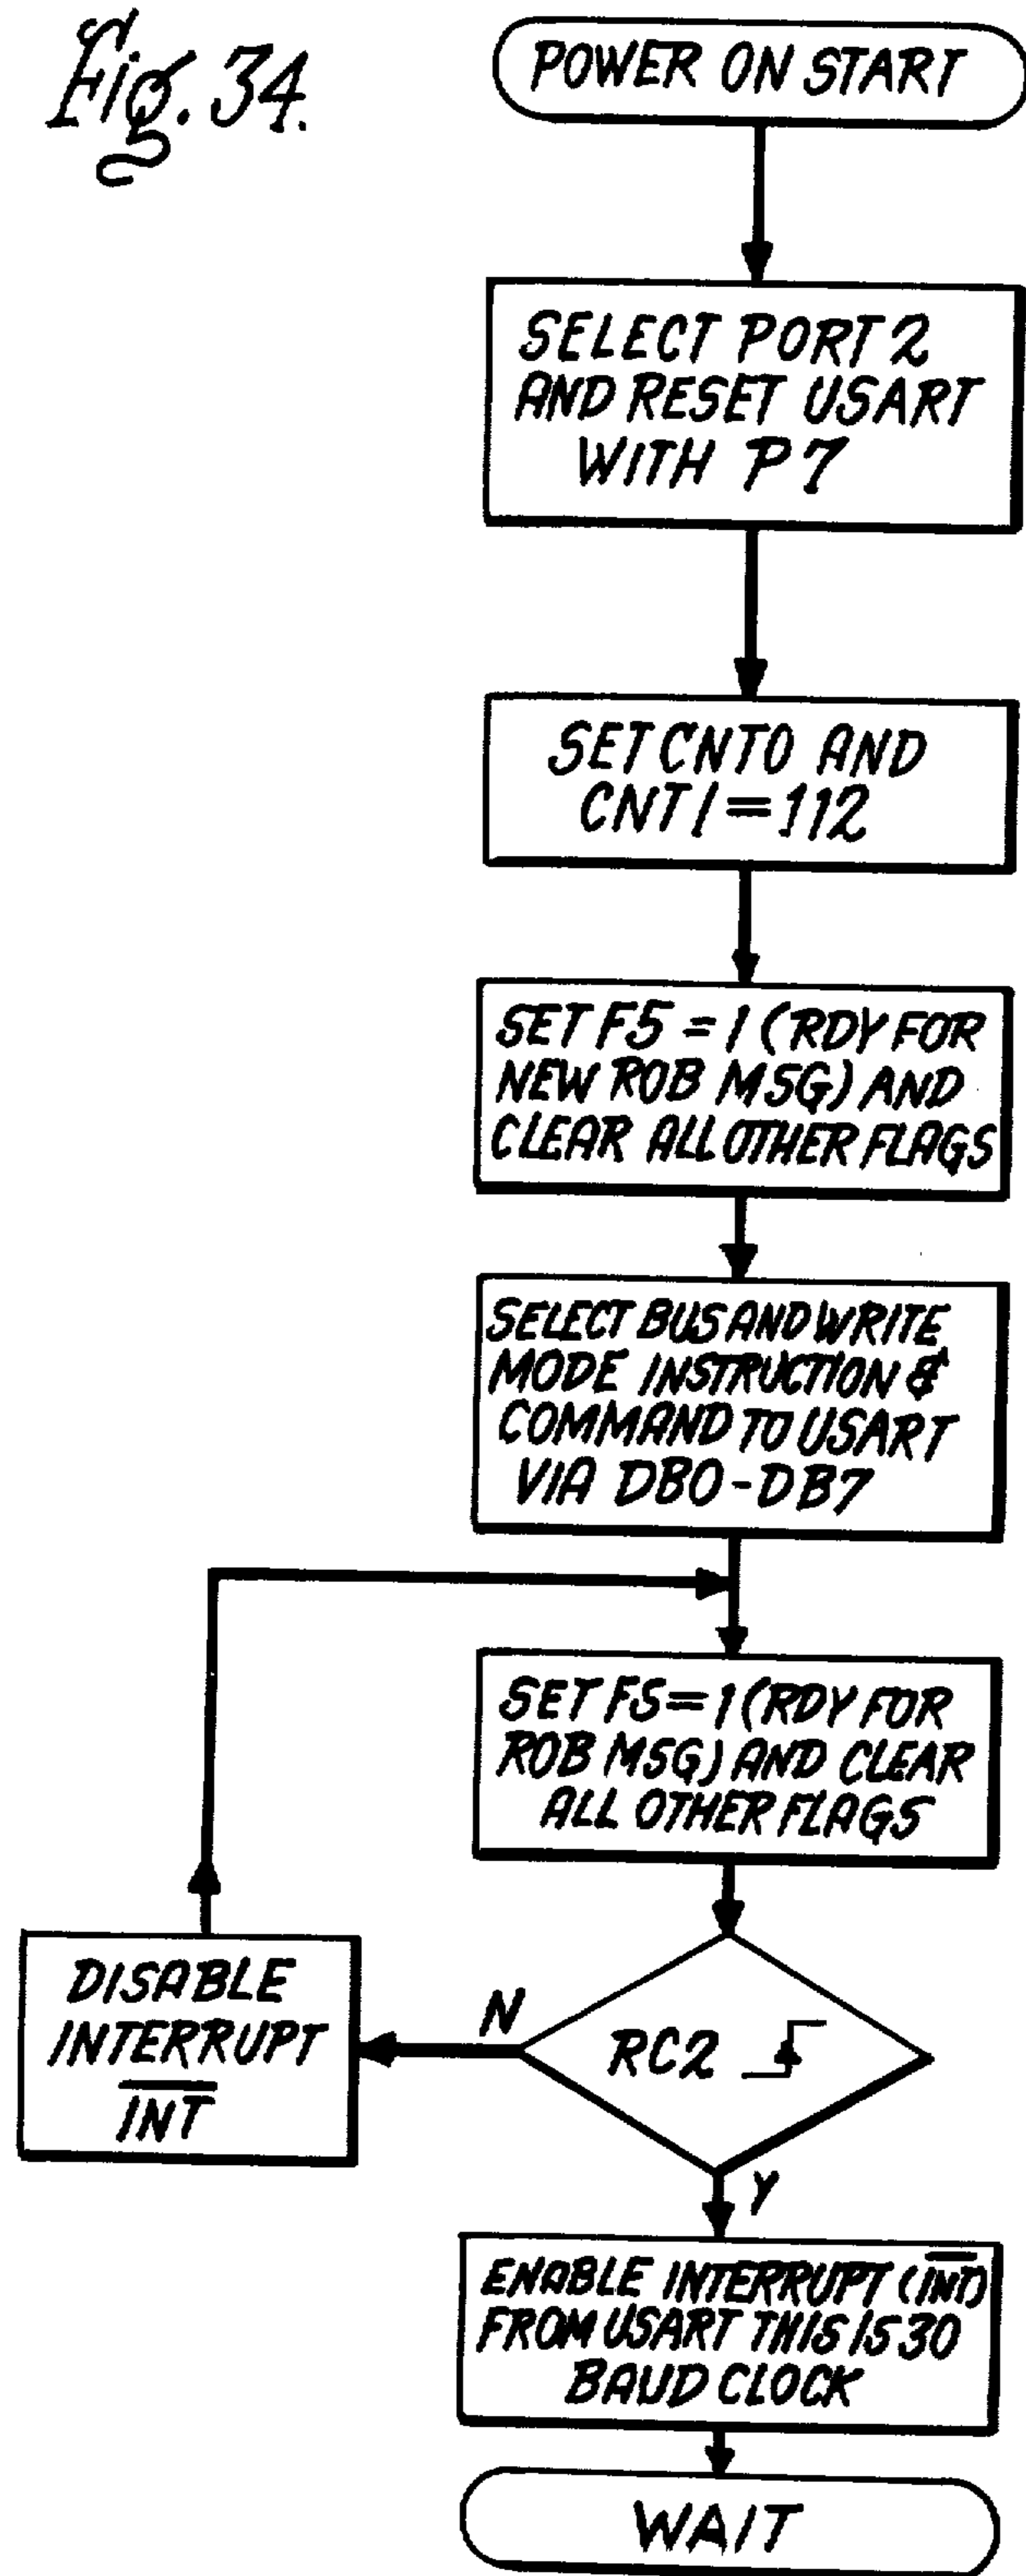 Fig. 34.
POWER ON START
SELECT PORT 2
AND RESET USART
WITH P7
SET CNT0 AND
CNT1 = 112
SET F5 = 1 (RDY FOR
NEW ROB MSG) AND
CLEAR ALL OTHER FLAGS
SELECT BUS AND WRITE
MODE INSTRUCTION &
COMMAND TO USART
VIA DB0-DB7
SET F5=1 (RDY FOR
ROB MSG) AND CLEAR
ALL OTHER FLAGS
DISABLE
INTERRUPT
I̅N̅T̅
N
RC2
Y
ENABLE INTERRUPT (I̅N̅T̅)
FROM USART THIS IS 30
BAUD CLOCK
WAIT